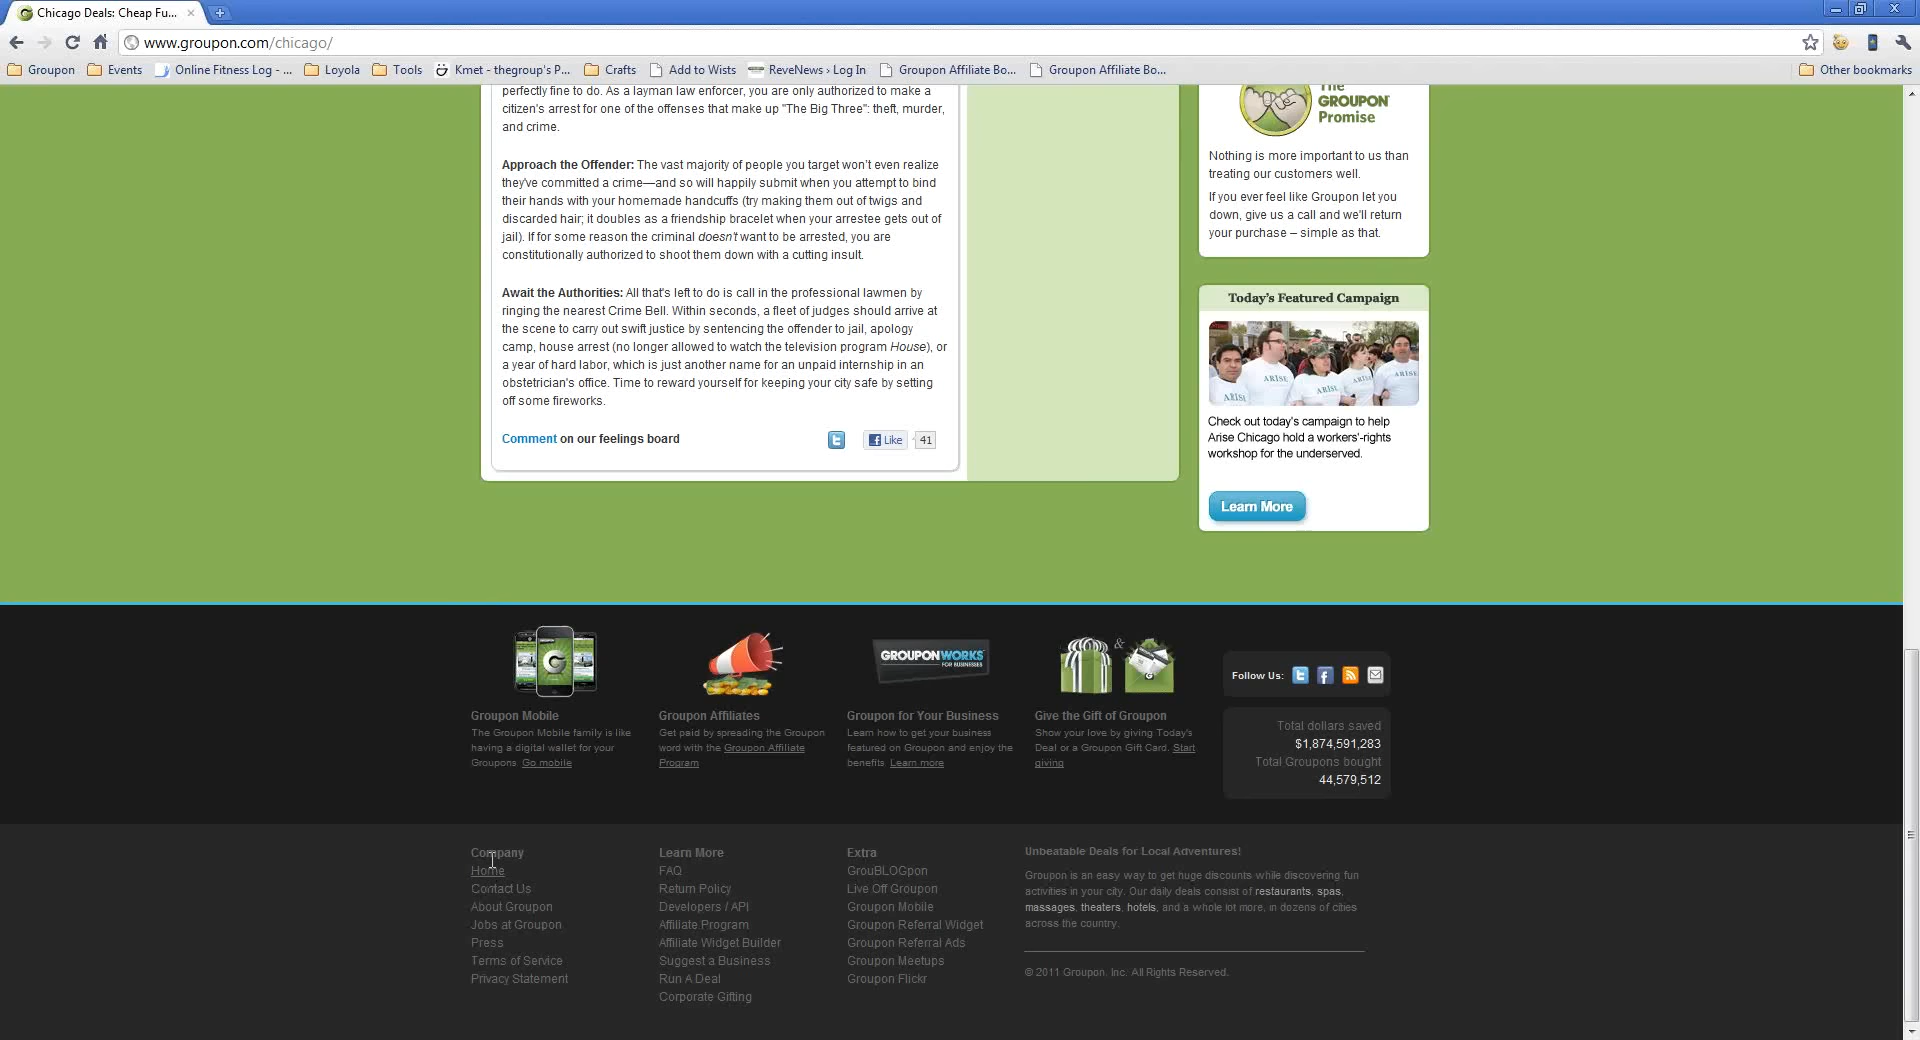 Chicago Deals: Cheap Fu...
www.groupon.com/chicago/
Groupon Events Online Fitness Log - ... Loyola Tools Kmet - thegroup's P... Crafts Add to Wists ReveNews › Log In Groupon Affiliate Bo... Groupon Affiliate Bo... Other bookmarks
perfectly fine to do. As a layman law enforcer, you are only authorized to make a
citizen's arrest for one of the offenses that make up "The Big Three": theft, murder,
and crime.
Approach the Offender: The vast majority of people you target won't even realize
they've committed a crime—and so will happily submit when you attempt to bind
their hands with your homemade handcuffs (try making them out of twigs and
discarded hair; it doubles as a friendship bracelet when your arrestee gets out of
jail). If for some reason the criminal doesn't want to be arrested, you are
constitutionally authorized to shoot them down with a cutting insult.
Await the Authorities: All that's left to do is call in the professional lawmen by
ringing the nearest Crime Bell. Within seconds, a fleet of judges should arrive at
the scene to carry out swift justice by sentencing the offender to jail, apology
camp, house arrest (no longer allowed to watch the television program House), or
a year of hard labor, which is just another name for an unpaid internship in an
obstetrician's office. Time to reward yourself for keeping your city safe by setting
off some fireworks.
Comment on our feelings board
Like 41
The
GROUPON
Promise
Nothing is more important to us than
treating our customers well.
If you ever feel like Groupon let you
down, give us a call and we'll return
your purchase – simple as that.
Today's Featured Campaign
ARISE
ARISE
ARISE
ARISE
ARISE
Check out today's campaign to help
Arise Chicago hold a workers'-rights
workshop for the underserved.
Learn More
Groupon Mobile
The Groupon Mobile family is like
having a digital wallet for your
Groupons. Go mobile
Groupon Affiliates
Get paid by spreading the Groupon
word with the Groupon Affiliate
Program
GROUPONWORKS
FOR BUSINESSES
Groupon for Your Business
Learn how to get your business
featured on Groupon and enjoy the
benefits. Learn more
&
Give the Gift of Groupon
Show your love by giving Today's
Deal or a Groupon Gift Card. Start
giving
Follow Us:
Total dollars saved
$1,874,591,283
Total Groupons bought
44,579,512
Company
Home
Contact Us
About Groupon
Jobs at Groupon
Press
Terms of Service
Privacy Statement
Learn More
FAQ
Return Policy
Developers / API
Affiliate Program
Affiliate Widget Builder
Suggest a Business
Run A Deal
Corporate Gifting
Extra
GrouBLOGpon
Live Off Groupon
Groupon Mobile
Groupon Referral Widget
Groupon Referral Ads
Groupon Meetups
Groupon Flickr
Unbeatable Deals for Local Adventures!
Groupon is an easy way to get huge discounts while discovering fun
activities in your city. Our daily deals consist of restaurants, spas,
massages, theaters, hotels, and a whole lot more, in dozens of cities
across the country.
© 2011 Groupon, Inc. All Rights Reserved.